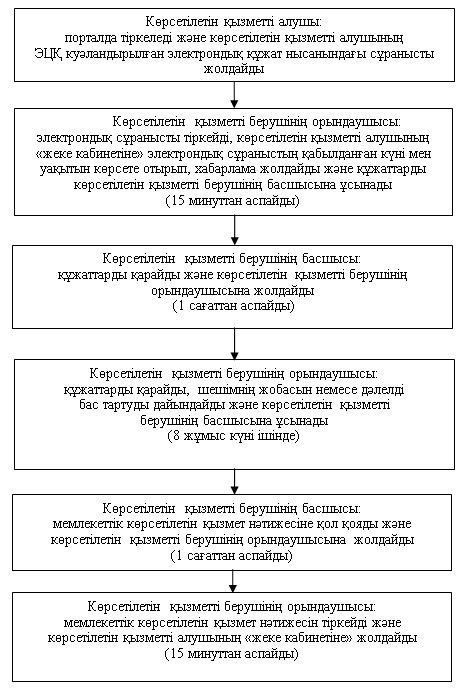 Көрсетілетін қызметті алушы:
порталда тіркеледі және көрсетілетін қызметті алушының
ЭЦҚ куәландырылған электрондық құжат нысанындағы сұранысты
жолдайды
Көрсетілетін қызметті берушінің орындаушысы:
электрондық сұранысты тіркейді, көрсетілетін қызметті алушының
«жеке кабинетіне» электрондық сұраныстың қабылданған күні мен
уақытын көрсете отырып, хабарлама жолдайды және құжаттарды
көрсетілетін қызметті берушінің басшысына ұсынады
(15 минуттан аспайды)
Көрсетілетін қызметті берушінің басшысы:
құжаттарды қарайды және көрсетілетін қызметті берушінің
орындаушысына жолдайды
(1 сағаттан аспайды)
Көрсетілетін қызметті берушінің орындаушысы:
құжаттарды қарайды, шешімнің жобасын немесе дәлелді
бас тартуды дайындайды және көрсетілетін қызметті
берушінің басшысына ұсынады
(8 жұмыс күні ішінде)
Көрсетілетін қызметті берушінің басшысы:
мемлекеттік көрсетілетін қызмет нәтижесіне қол қояды және
көрсетілетін қызметті берушінің орындаушысына жолдайды
(1 сағаттан аспайды)
Көрсетілетін қызметті берушінің орындаушысы:
мемлекеттік көрсетілетін қызмет нәтижесін тіркейді және
көрсетілетін қызметті алушының «жеке кабинетіне» жолдайды
(15 минуттан аспайды)